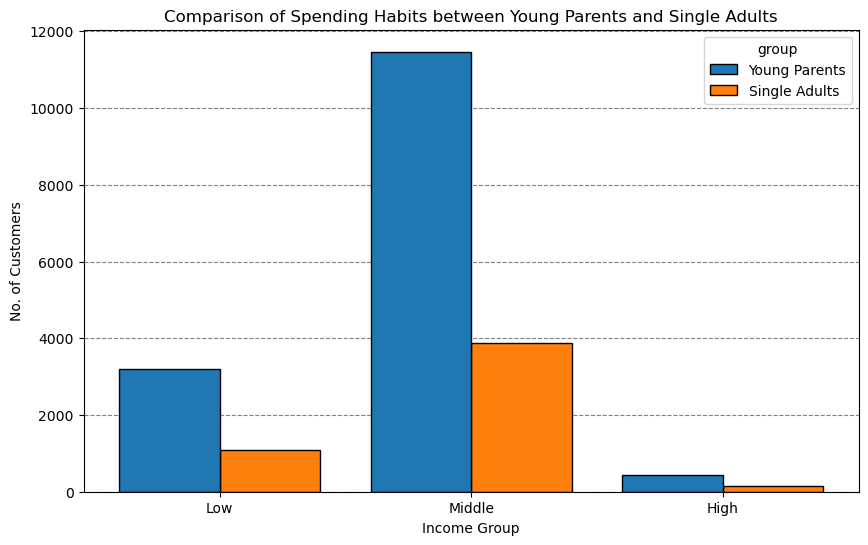 Comparison of Spending Habits between Young Parents and Single Adults
group
Young Parents
Single Adults
No. of Customers
12000
10000
8000
6000
4000
2000
0
Low
Middle
High
Income Group